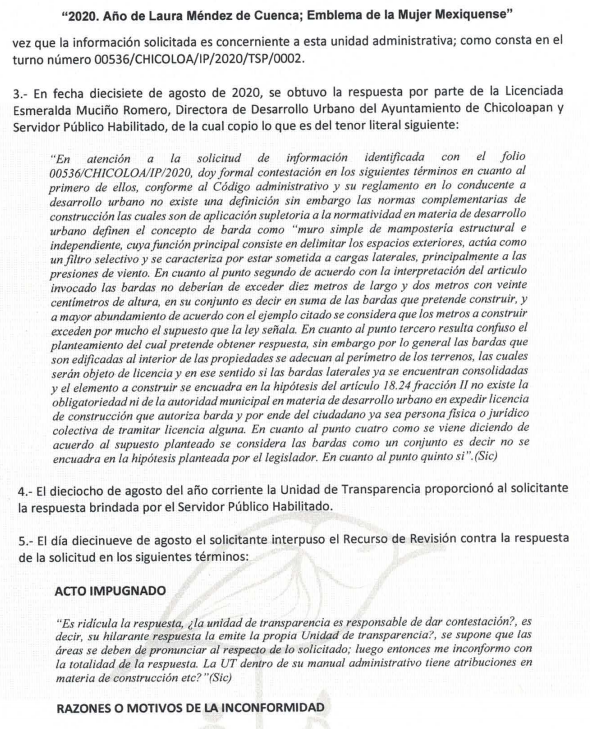 “2020. Año de Laura Méndez de Cuenca; Emblema de la Mujer Mexiquense”
vez que la información solicitada es concerniente a esta unidad administrativa; como consta en el
turno número 00536/CHICOLOA/IP/2020/TSP/0002.
3.- En fecha diecisiete de agosto de 2020, se obtuvo la respuesta por parte de la Licenciada
Esmeralda Muciño Romero, Directora de Desarrollo Urbano del Ayuntamiento de Chicoloapan y
Servidor Público Habilitado, de la cual copio lo que es del tenor literal siguiente:
“En atención a la solicitud de información identificada con el folio
00536/CHICOLOA/IP/2020, doy formal contestación en los siguientes términos en cuanto al
primero de ellos, conforme al Código administrativo y su reglamento en lo conducente a
desarrollo urbano no existe una definición sin embargo las normas complementarias de
construcción las cuales son de aplicación supletoria a la normatividad en materia de desarrollo
urbano definen el concepto de barda como “muro simple de mampostería estructural e
independiente, cuya función principal consiste en delimitar los espacios exteriores, actúa como
un filtro selectivo y se caracteriza por estar sometida a cargas laterales, principalmente a las
presiones de viento. En cuanto al punto segundo de acuerdo con la interpretación del articulo
invocado las bardas no deberían de exceder diez metros de largo y dos metros con veinte
centímetros de altura, en su conjunto es decir en suma de las bardas que pretende construir, y
a mayor abundamiento de acuerdo con el ejemplo citado se considera que los metros a construir
exceden por mucho el supuesto que la ley señala. En cuanto al punto tercero resulta confuso el
planteamiento del cual pretende obtener respuesta, sin embargo por lo general las bardas que
son edificadas al interior de las propiedades se adecuan al perímetro de los terrenos, las cuales
serán objeto de licencia y en ese sentido si las bardas laterales ya se encuentran consolidadas
y el elemento a construir se encuadra en la hipótesis del artículo 18.24 fracción II no existe la
obligatoriedad ni de la autoridad municipal en materia de desarrollo urbano en expedir licencia
de construcción que autoriza barda y por ende del ciudadano ya sea persona física o jurídico
colectiva de tramitar licencia alguna. En cuanto al punto cuatro como se viene diciendo de
acuerdo al supuesto planteado se considera las bardas como un conjunto es decir no se
encuadra en la hipótesis planteada por el legislador. En cuanto al punto quinto si”.(Sic)
4.- El dieciocho de agosto del año corriente la Unidad de Transparencia proporcionó al solicitante
la respuesta brindada por el Servidor Público Habilitado.
5.- El día diecinueve de agosto el solicitante interpuso el Recurso de Revisión contra la respuesta
de la solicitud en los siguientes términos:
ACTO IMPUGNADO
“Es ridícula la respuesta, ¿la unidad de transparencia es responsable de dar contestación?, es
decir, su hilarante respuesta la emite la propia Unidad de transparencia?, se supone que las
áreas se deben de pronunciar al respecto de lo solicitado; luego entonces me inconformo con
la totalidad de la respuesta. La UT dentro de su manual administrativo tiene atribuciones en
materia de construcción etc?”(Sic)
RAZONES O MOTIVOS DE LA INCONFORMIDAD